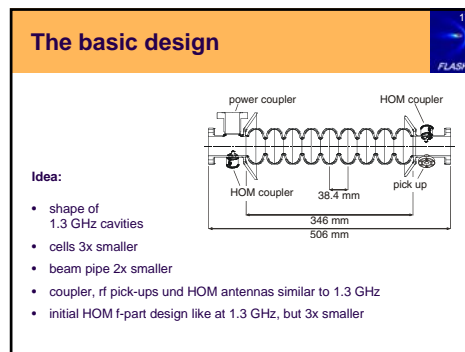 The basic design
1
FLASH
power coupler
HOM coupler
HOM coupler
pick up
38.4 mm
346 mm
506 mm
Idea:
• shape of
1.3 GHz cavities
• cells 3x smaller
• beam pipe 2x smaller
• coupler, rf pick-ups und HOM antennas similar to 1.3 GHz
• initial HOM f-part design like at 1.3 GHz, but 3x smaller